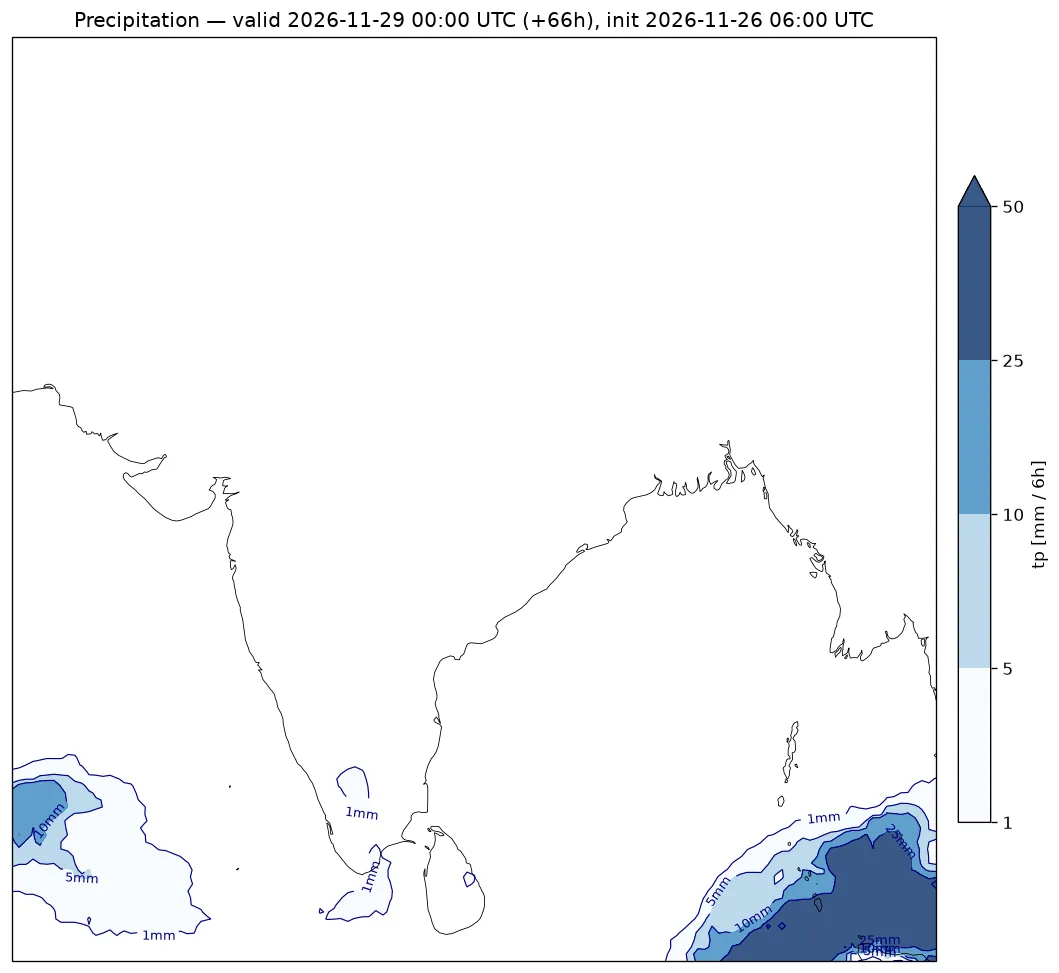 Precipitation — valid 2026-11-29 00:00 UTC (+66h), init 2026-11-26 06:00 UTC
50
25
10
5
1
tp [mm / 6h]
10mm
5mm
1mm
1mm
1mm
1mm
25mm
5mm
10mm
25mm